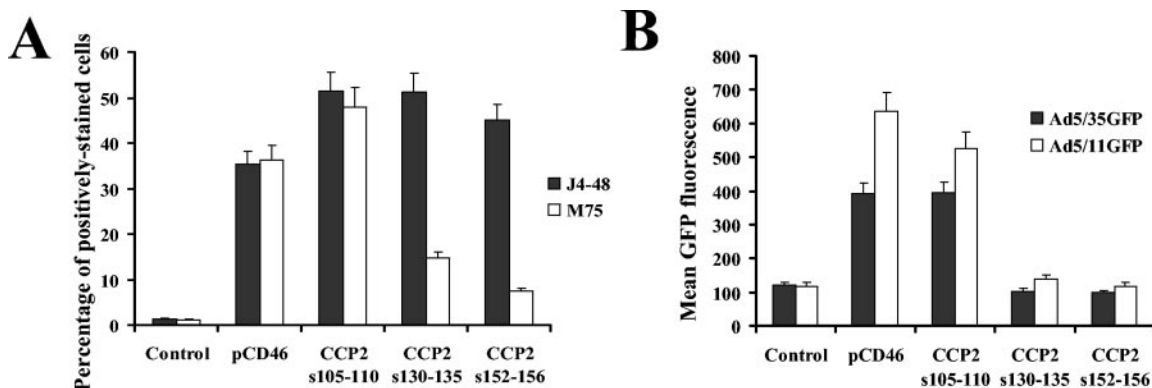 A
Percentage of positively-stained cells
60
50
40
30
20
10
0
Control pCD46 CCP2 CCP2 CCP2
s105-110 s130-135 s152-156
J4-48
M75
B
Mean GFP fluorescence
800
700
600
500
400
300
200
100
0
Control pCD46 CCP2 CCP2 CCP2
s105-110 s130-135 s152-156
Ad5/35GFP
Ad5/11GFP